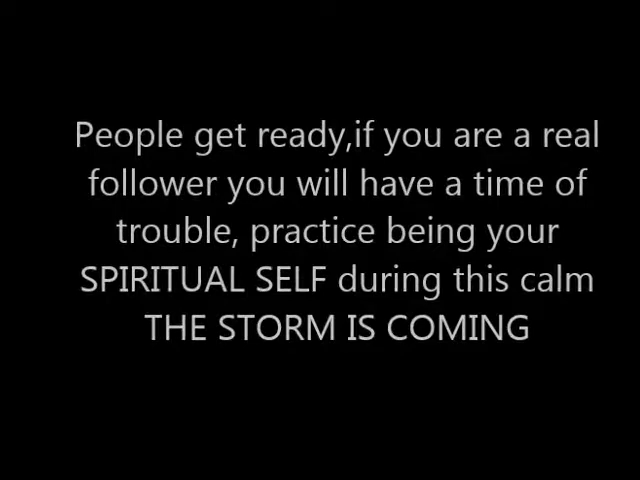 People get ready,if you are a real
follower you will have a time of
trouble, practice being your
SPIRITUAL SELF during this calm
THE STORM IS COMING